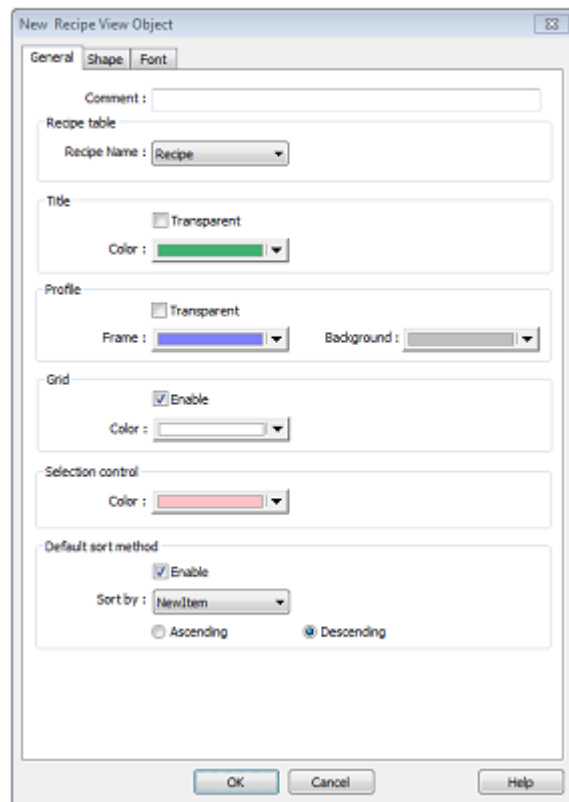 New Recipe View Object
General Shape Font
Comment :
Recipe table
Recipe Name : Recipe
Title
Transparent
Color :
Profile
Transparent
Frame : Background :
Grid
Enable
Color :
Selection control
Color :
Default sort method
Enable
Sort by : NewItem
Ascending Descending
OK Cancel Help